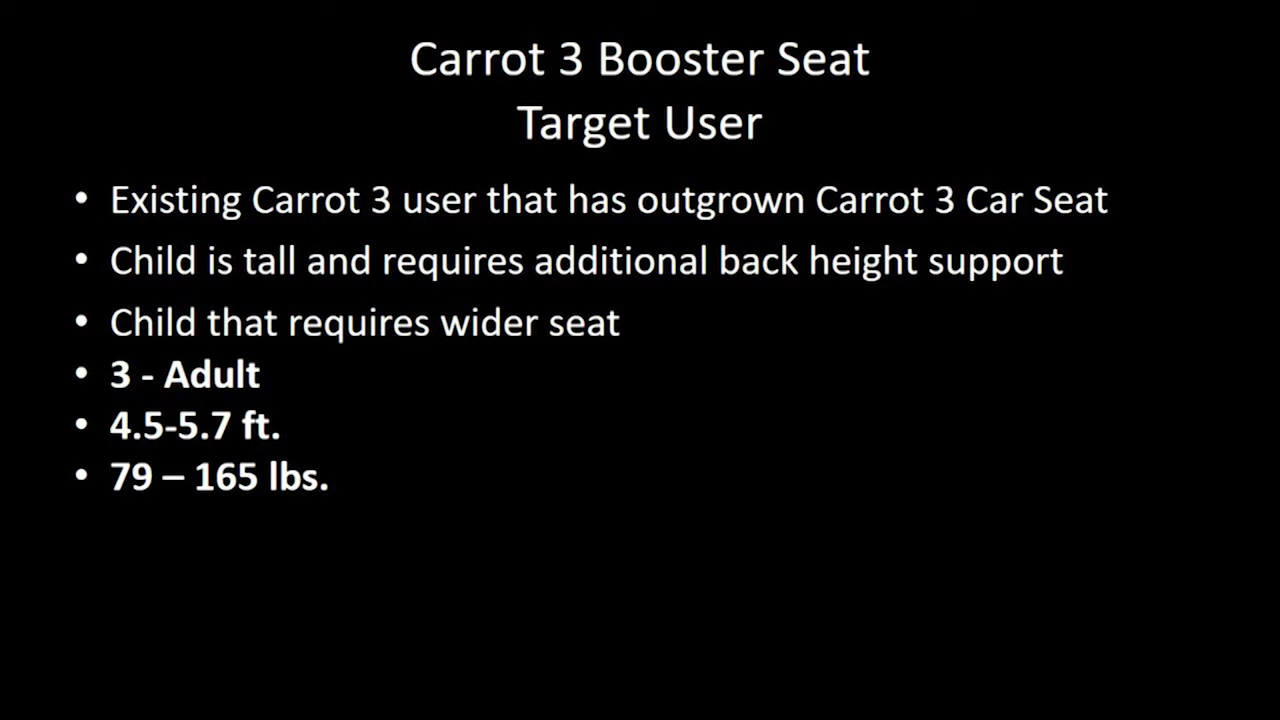 Carrot 3 Booster Seat
Target User
• Existing Carrot 3 user that has outgrown Carrot 3 Car Seat
• Child is tall and requires additional back height support
• Child that requires wider seat
• 3 - Adult
• 4.5-5.7 ft.
• 79 – 165 lbs.